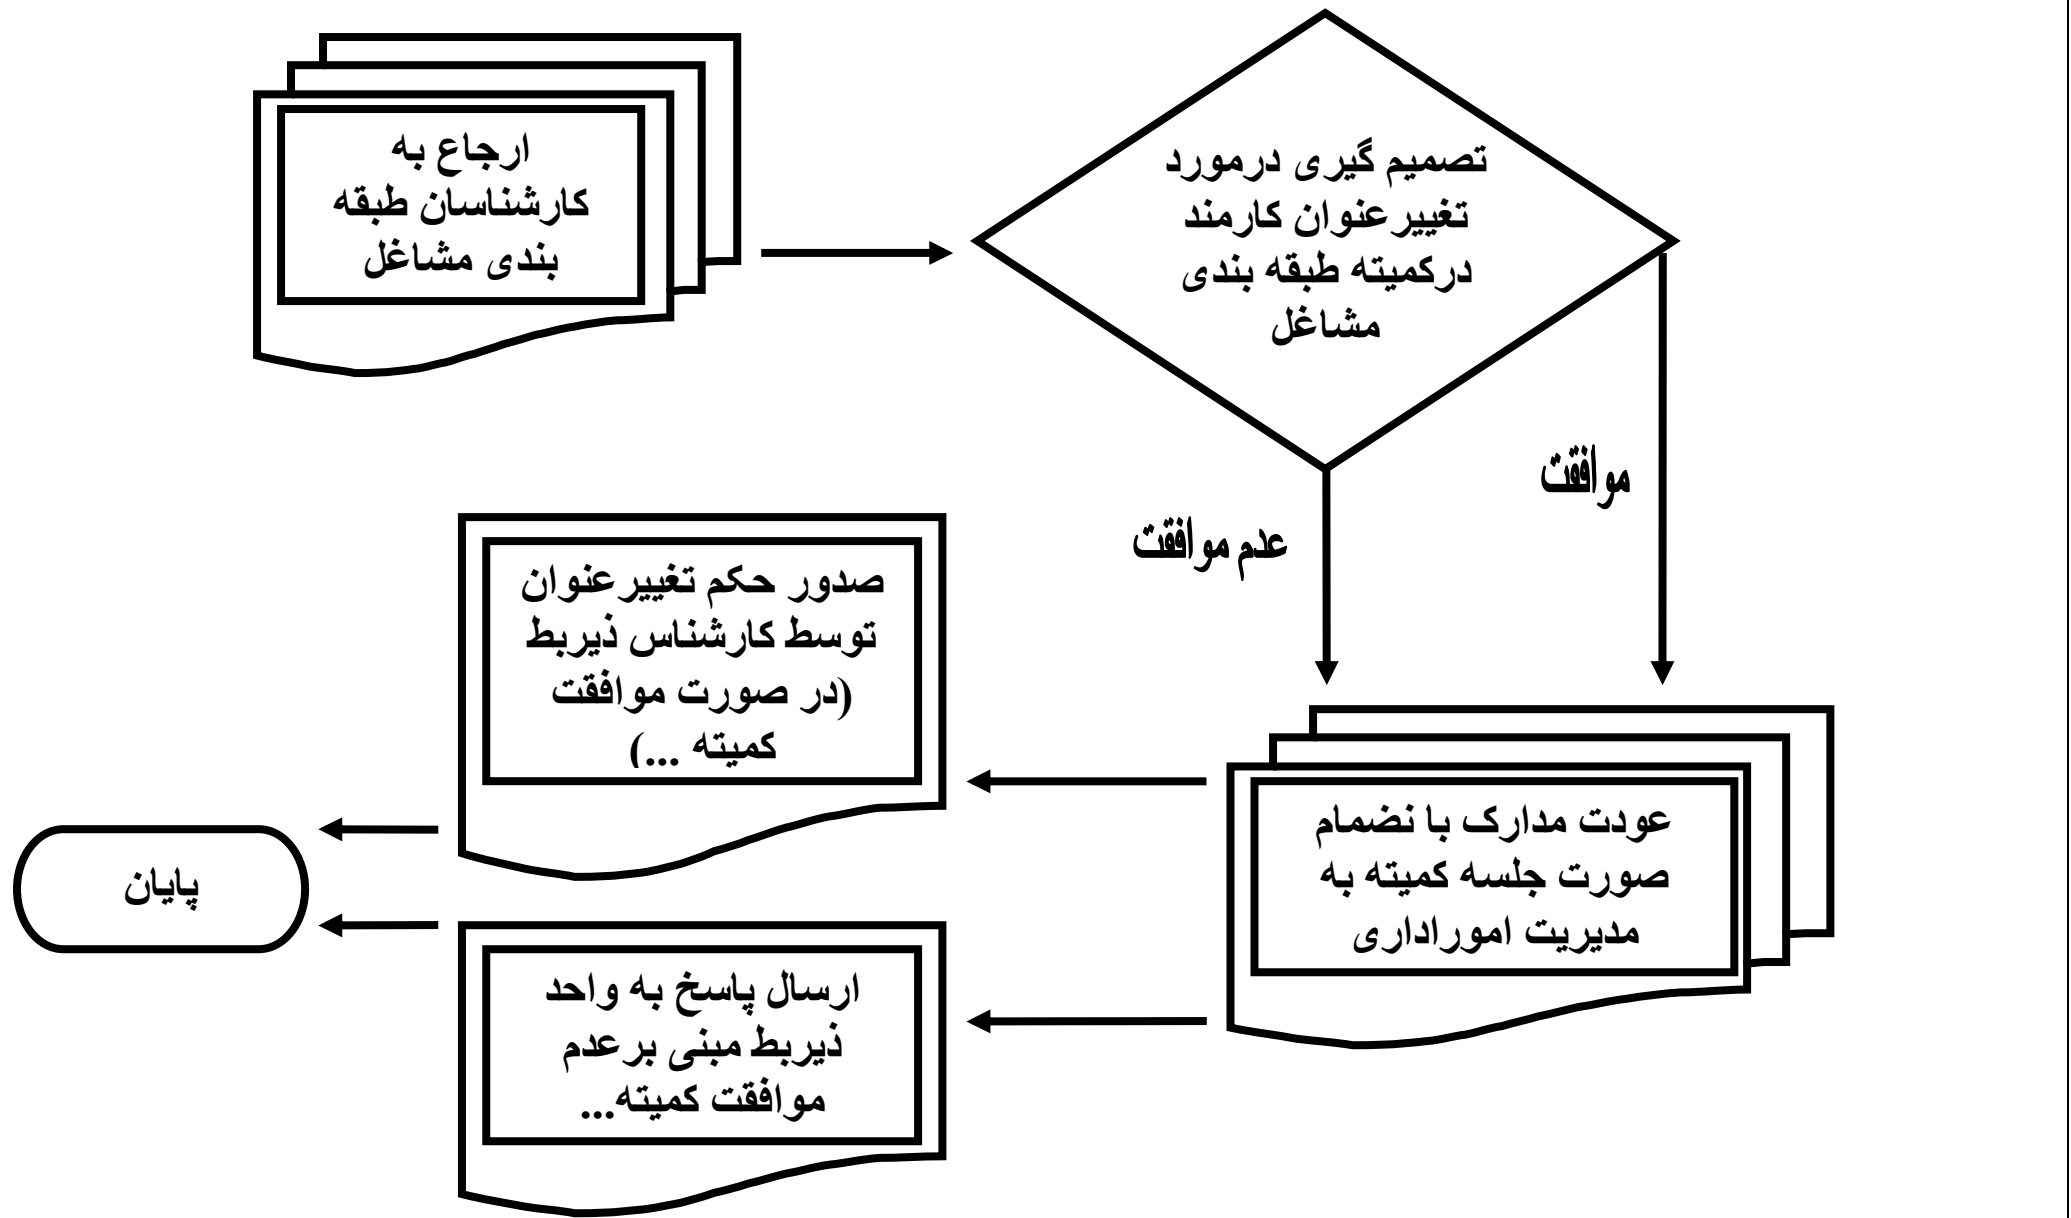 ارجاع به
کارشناسان طبقه
بندی مشاغل
تصمیم گیری درمورد
تغییرعنوان کارمند
درکمیته طبقه بندی
مشاغل
موافقت
عدم موافقت
عودت مدارک با نضمام
صورت جلسه کمیته به
مدیریت اموراداری
صدور حکم تغییرعنوان
توسط کارشناس ذیربط
(در صورت موافقت
کمیته ...)
ارسال پاسخ به واحد
ذیربط مبنی برعدم
موافقت کمیته...
پایان